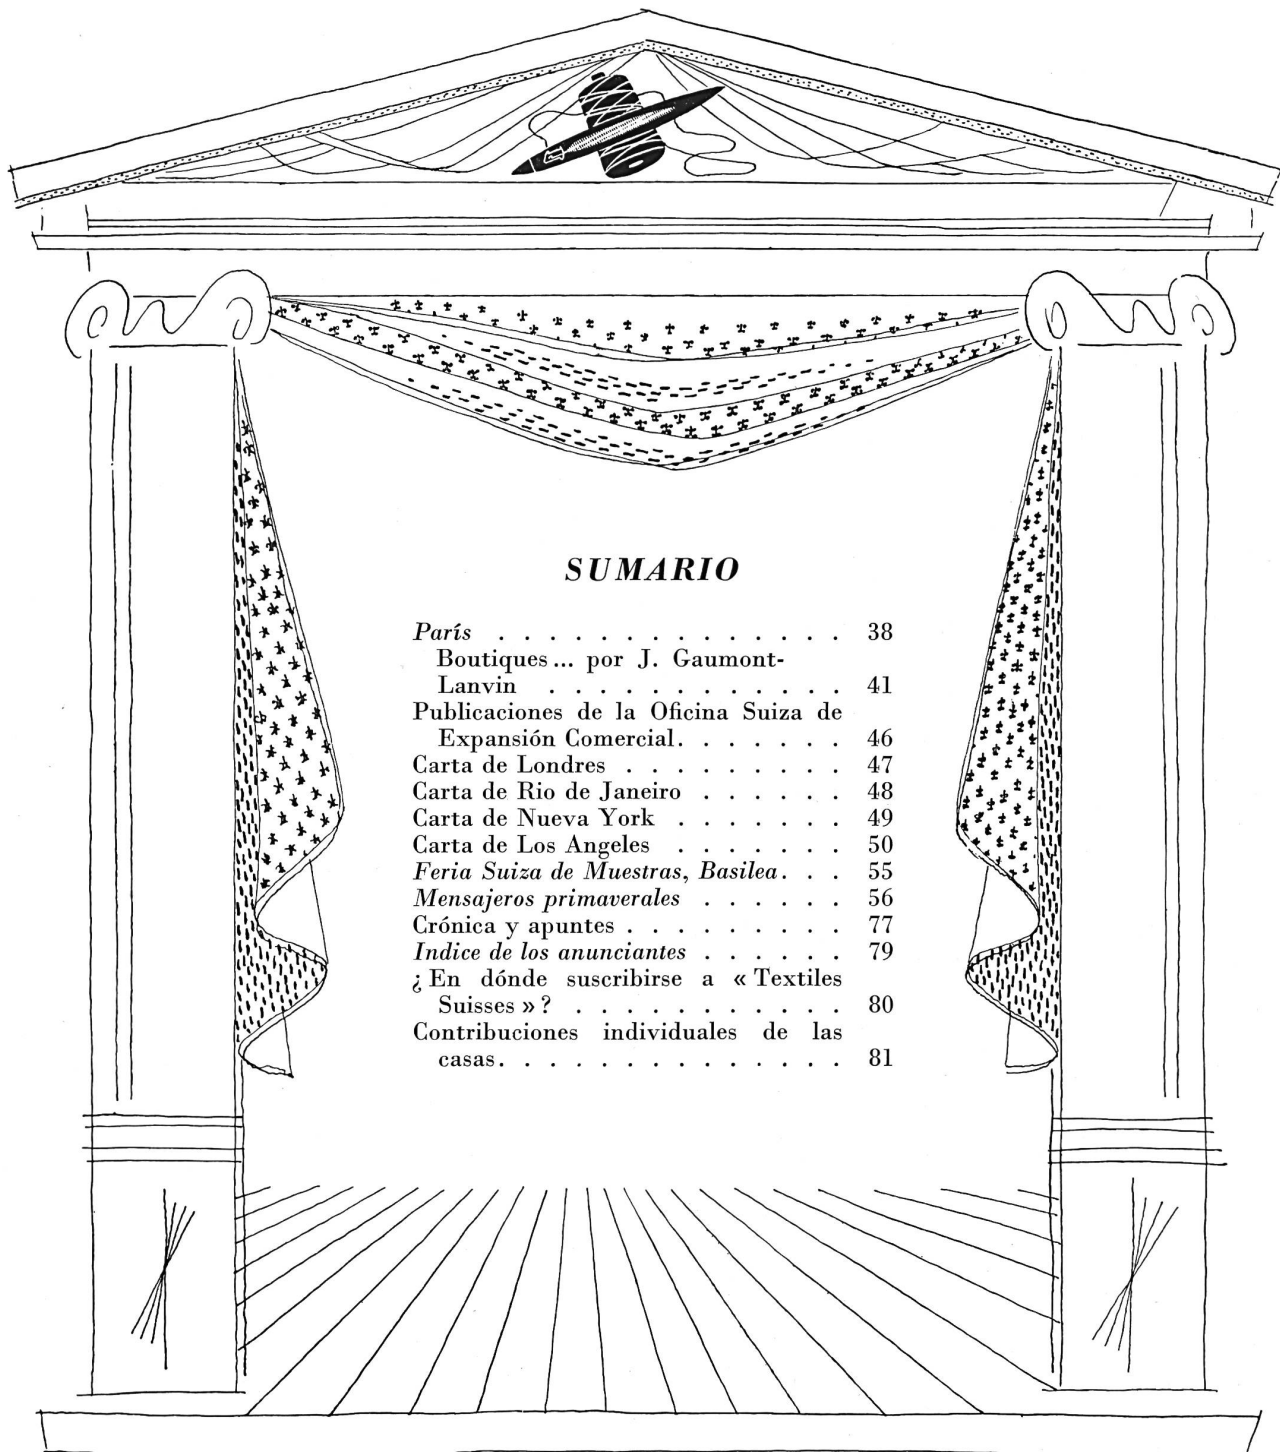 SUMARIO
París . . . . . . . . . . . . . . 38
Boutiques ... por J. Gaumont-
Lanvin . . . . . . . . . . . . 41
Publicaciones de la Oficina Suiza de
Expansión Comercial. . . . . . . 46
Carta de Londres . . . . . . . . . 47
Carta de Rio de Janeiro . . . . . . 48
Carta de Nueva York . . . . . . . 49
Carta de Los Angeles . . . . . . . 50
Feria Suiza de Muestras, Basilea. . . 55
Mensajeros primaverales . . . . . . 56
Crónica y apuntes . . . . . . . . . 77
Indice de los anunciantes . . . . . . 79
¿ En dónde suscribirse a « Textiles
Suisses » ? . . . . . . . . . . . 80
Contribuciones individuales de las
casas. . . . . . . . . . . . . . . 81